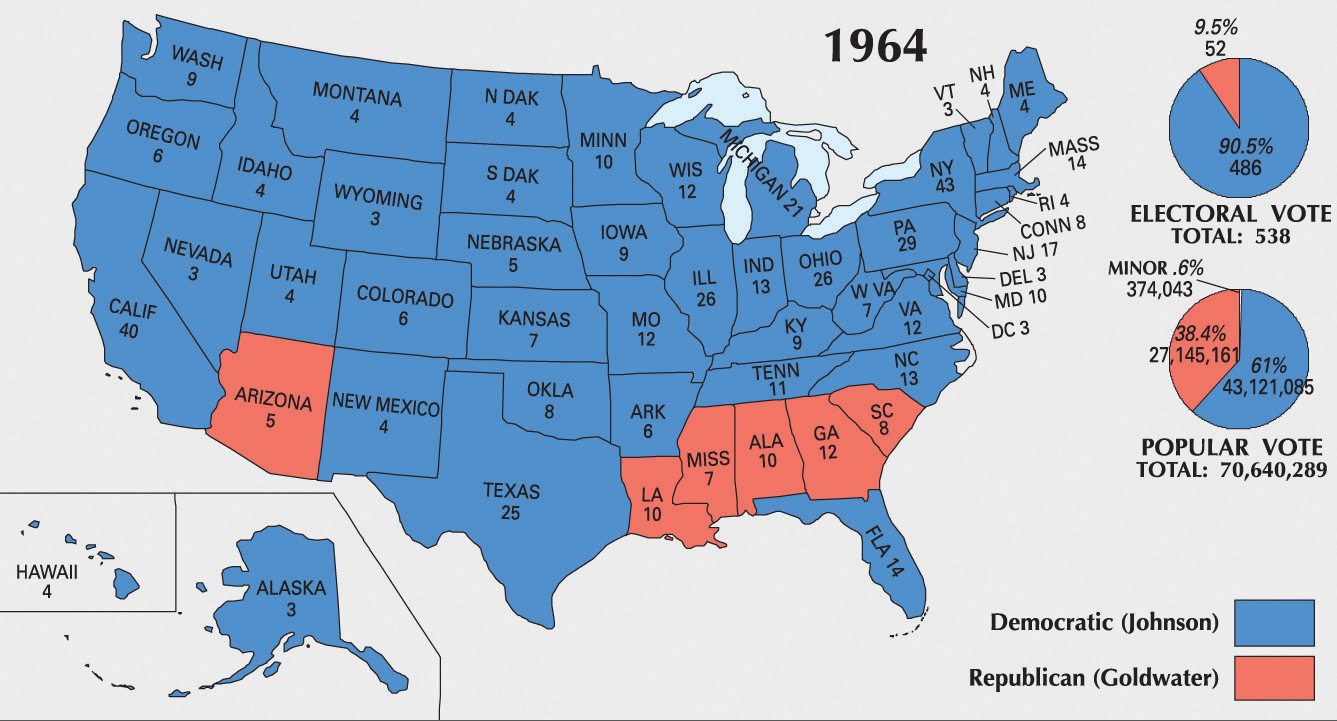 1964
WASH
9
OREGON
6
CALIF
40
NEVADA
3
IDAHO
4
MONTANA
4
WYOMING
3
UTAH
4
COLORADO
6
ARIZONA
5
NEW MEXICO
4
N DAK
4
S DAK
4
NEBRASKA
5
KANSAS
7
OKLA
8
TEXAS
25
MINN
10
IOWA
9
MO
12
ARK
6
LA
10
WIS
12
ILL
26
MICHIGAN 21
IND
13
OHIO
26
KY
9
TENN
11
MISS
7
ALA
10
GA
12
FLA 14
SC
8
NC
13
VA
12
W VA
7
PA
29
NY
43
VT
3
NH
4
ME
4
MASS
14
RI 4
CONN 8
NJ 17
DEL 3
MD 10
DC 3
HAWAII
4
ALASKA
3
9.5%
52
90.5%
486
ELECTORAL VOTE
TOTAL: 538
MINOR .6%
374,043
38.4%
27,145,161
61%
43,121,085
POPULAR VOTE
TOTAL: 70,640,289
Democratic (Johnson)
Republican (Goldwater)